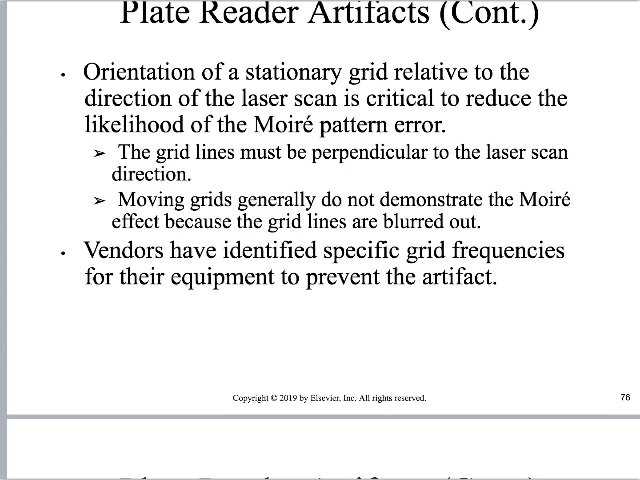 Plate Reader Artifacts (Cont.)
• Orientation of a stationary grid relative to the
direction of the laser scan is critical to reduce the
likelihood of the Moiré pattern error.
➢ The grid lines must be perpendicular to the laser scan
direction.
➢ Moving grids generally do not demonstrate the Moiré
effect because the grid lines are blurred out.
• Vendors have identified specific grid frequencies
for their equipment to prevent the artifact.
Copyright © 2019 by Elsevier, Inc. All rights reserved.
76